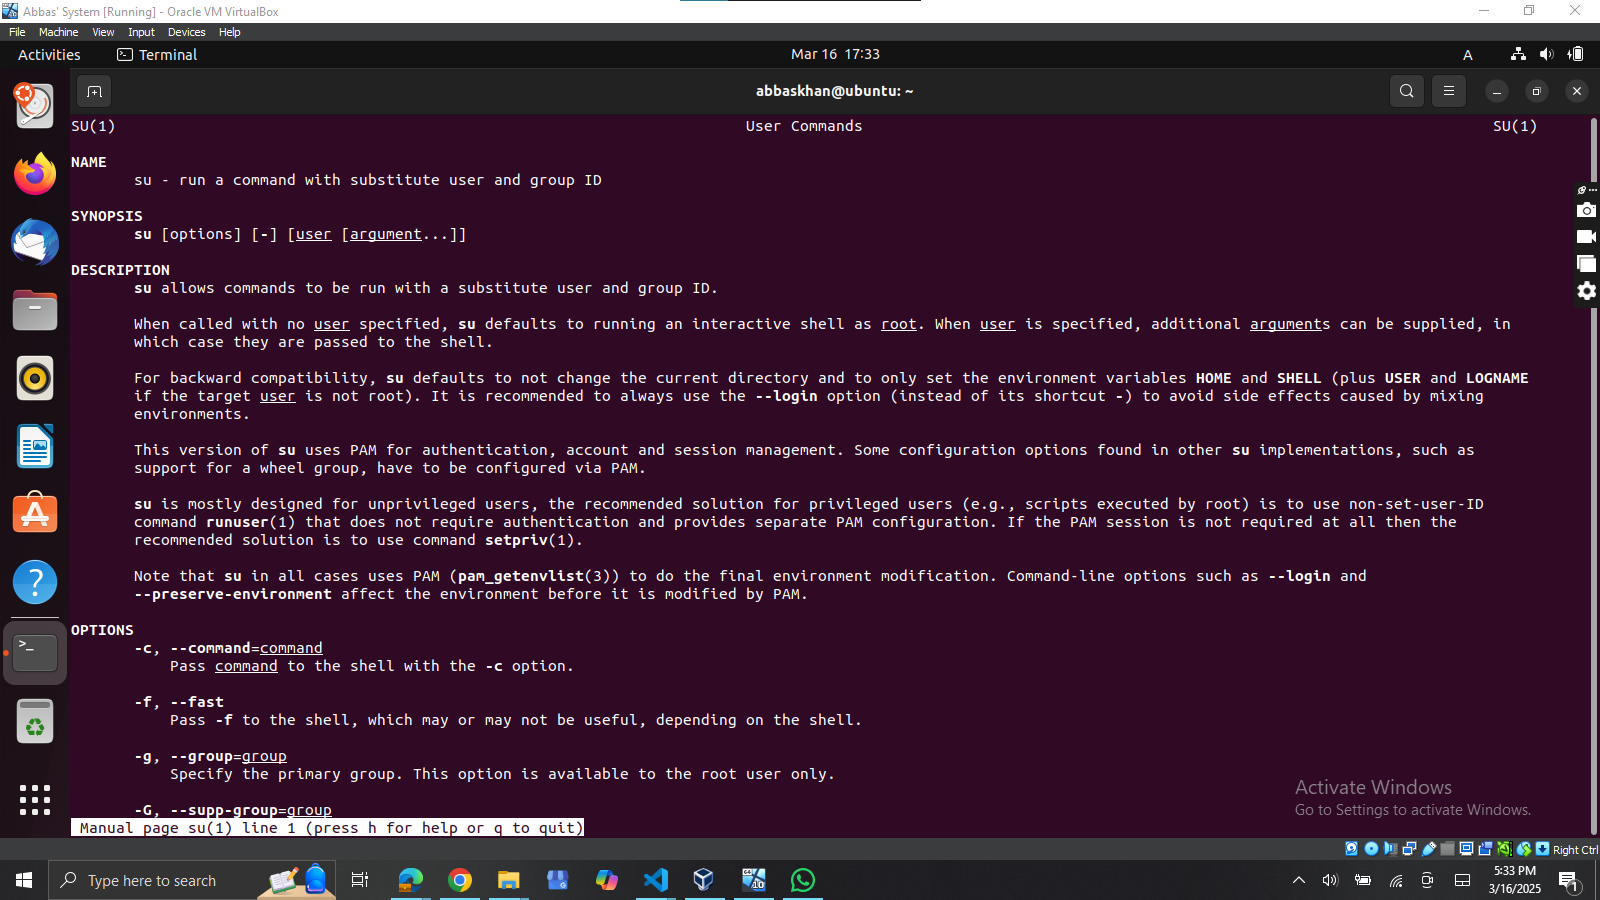 Abbas' System [Running] - Oracle VM VirtualBox
File Machine View Input Devices Help
Activities Terminal Mar 16 17:33 A
abbaskhan@ubuntu: ~
SU(1) User Commands SU(1)
NAME
su - run a command with substitute user and group ID
SYNOPSIS
su [options] [-] [user [argument...]]
DESCRIPTION
su allows commands to be run with a substitute user and group ID.
When called with no user specified, su defaults to running an interactive shell as root. When user is specified, additional arguments can be supplied, in
which case they are passed to the shell.
For backward compatibility, su defaults to not change the current directory and to only set the environment variables HOME and SHELL (plus USER and LOGNAME
if the target user is not root). It is recommended to always use the --login option (instead of its shortcut -) to avoid side effects caused by mixing
environments.
This version of su uses PAM for authentication, account and session management. Some configuration options found in other su implementations, such as
support for a wheel group, have to be configured via PAM.
su is mostly designed for unprivileged users, the recommended solution for privileged users (e.g., scripts executed by root) is to use non-set-user-ID
command runuser(1) that does not require authentication and provides separate PAM configuration. If the PAM session is not required at all then the
recommended solution is to use command setpriv(1).
Note that su in all cases uses PAM (pam_getenvlist(3)) to do the final environment modification. Command-line options such as --login and
--preserve-environment affect the environment before it is modified by PAM.
OPTIONS
-c, --command=command
Pass command to the shell with the -c option.
-f, --fast
Pass -f to the shell, which may or may not be useful, depending on the shell.
-g, --group=group
Specify the primary group. This option is available to the root user only.
-G, --supp-group=group
Manual page su(1) line 1 (press h for help or q to quit)
Activate Windows
Go to Settings to activate Windows.
Right Ctrl
Type here to search
5:33 PM
3/16/2025
1